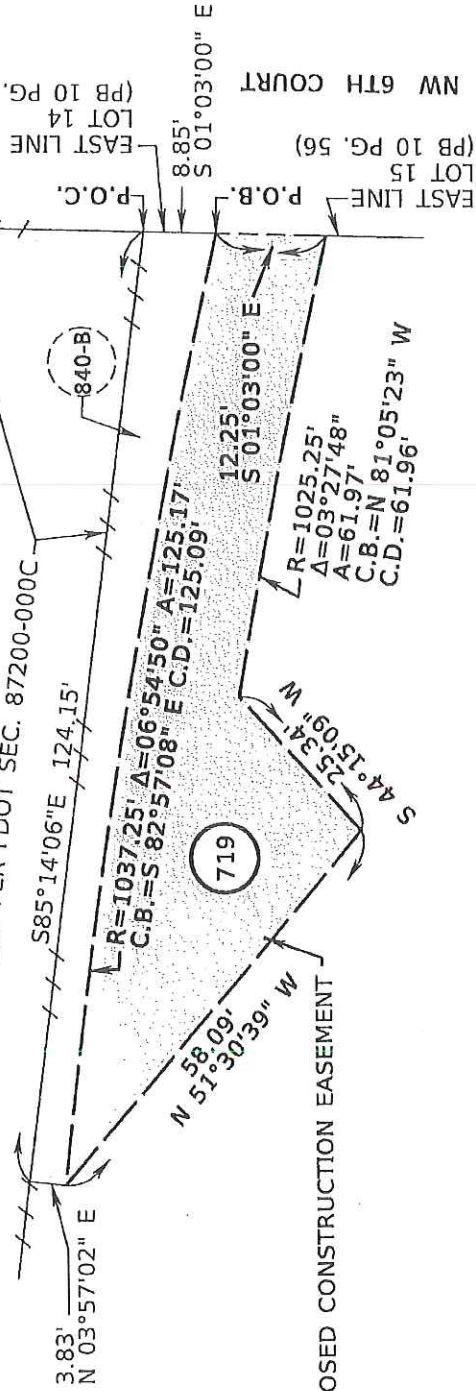 PER FDOT SEC. 87200-000C
S85°14'06"E 124.15'
840-B
P.O.C.
EAST LINE
LOT 14
(PB 10 PG.
8.85'
S 01°03'00" E
P.O.B.
EAST LINE
LOT 15
(PB 10 PG. 56)
NW 6TH COURT
R=1037.25' Δ=06°54'50" A=125.17'
C.B.=S 82°57'08" E C.D.=125.09'
12.25'
S 01°03'00" E
R=1025.25'
Δ=03°27'48"
A=61.97'
C.B.=N 81°05'23" W
C.D.=61.96'
25.34'
S 44°15'09" W
719
58.09'
N 51°30'39" W
3.83'
N 03°57'02" E
OSED CONSTRUCTION EASEMENT